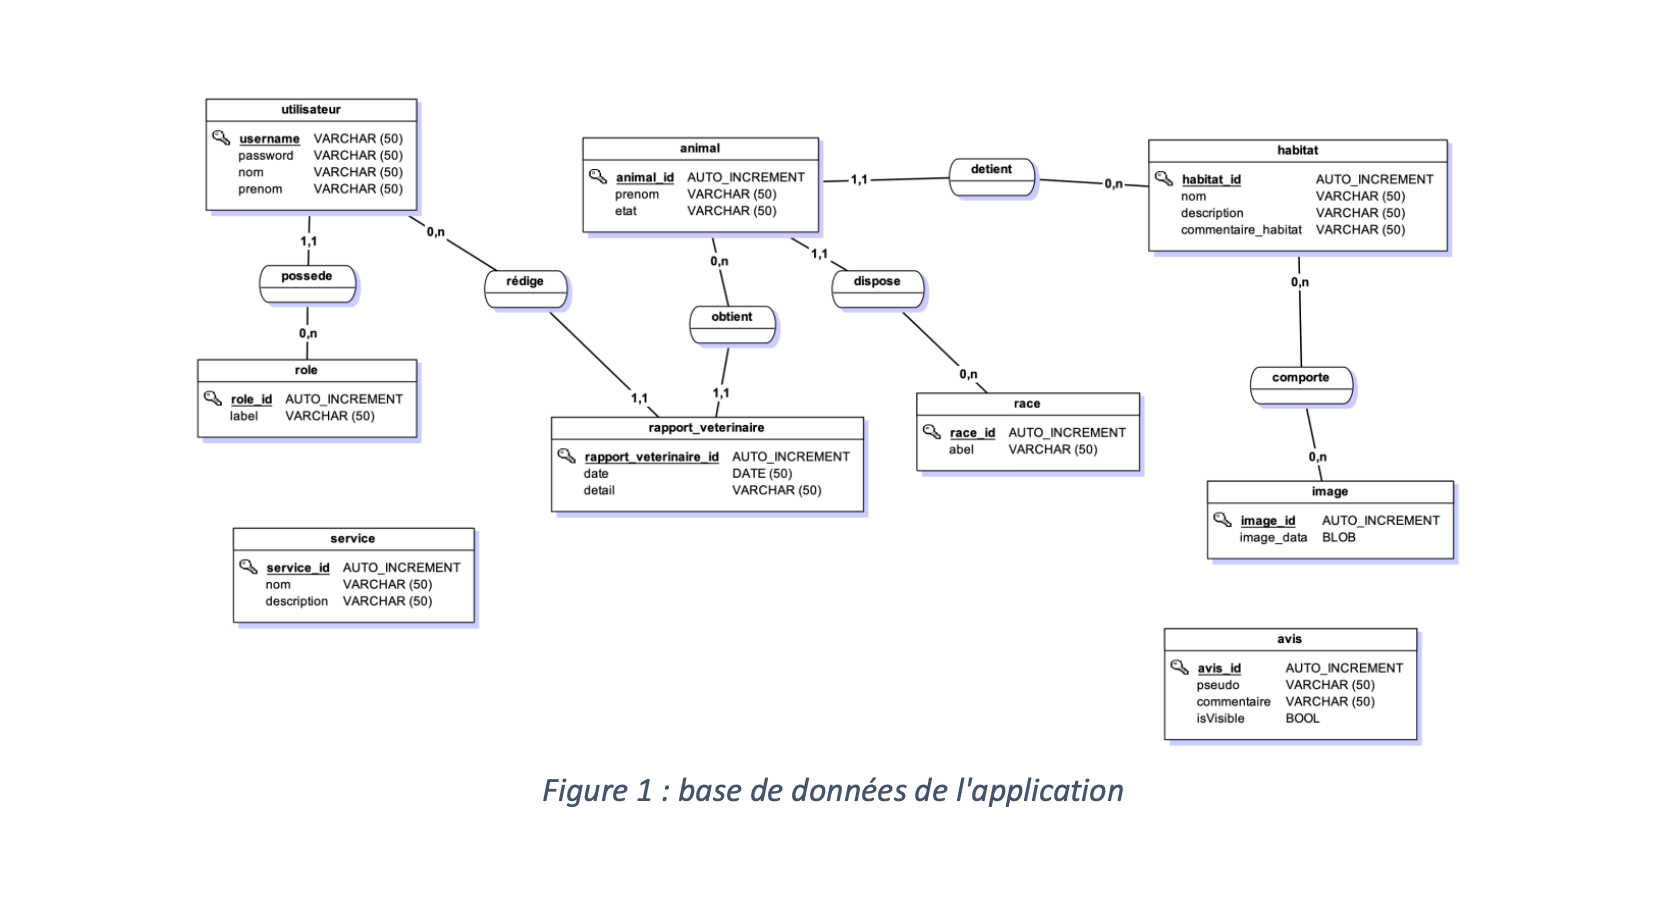 utilisateur
username VARCHAR (50)
password VARCHAR (50)
nom VARCHAR (50)
prenom VARCHAR (50)
1,1
possede
0,n
role
role_id AUTO_INCREMENT
label VARCHAR (50)
0,n
rédige
1,1
animal
animal_id AUTO_INCREMENT
prenom VARCHAR (50)
etat VARCHAR (50)
1,1
detient
0,n
habitat
habitat_id AUTO_INCREMENT
nom VARCHAR (50)
description VARCHAR (50)
commentaire_habitat VARCHAR (50)
0,n
obtient
1,1
1,1
dispose
0,n
rapport_veterinaire
rapport_veterinaire_id AUTO_INCREMENT
date DATE (50)
detail VARCHAR (50)
race
race_id AUTO_INCREMENT
abel VARCHAR (50)
0,n
comporte
0,n
image
image_id AUTO_INCREMENT
image_data BLOB
service
service_id AUTO_INCREMENT
nom VARCHAR (50)
description VARCHAR (50)
avis
avis_id AUTO_INCREMENT
pseudo VARCHAR (50)
commentaire VARCHAR (50)
isVisible BOOL
Figure 1 : base de données de l'application